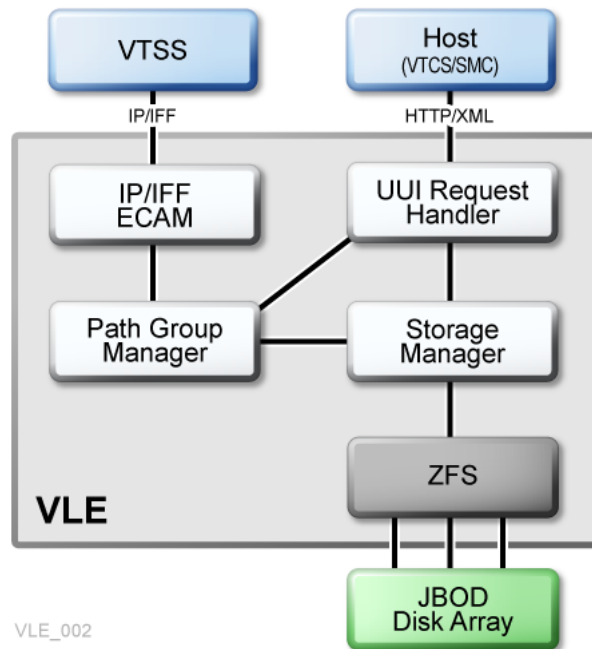 VTSS
Host
(VTCS/SMC)
IP/IFF
HTTP/XML
IP/IFF
ECAM
UUI Request
Handler
Path Group
Manager
Storage
Manager
ZFS
VLE
JBOD
Disk Array
VLE_002